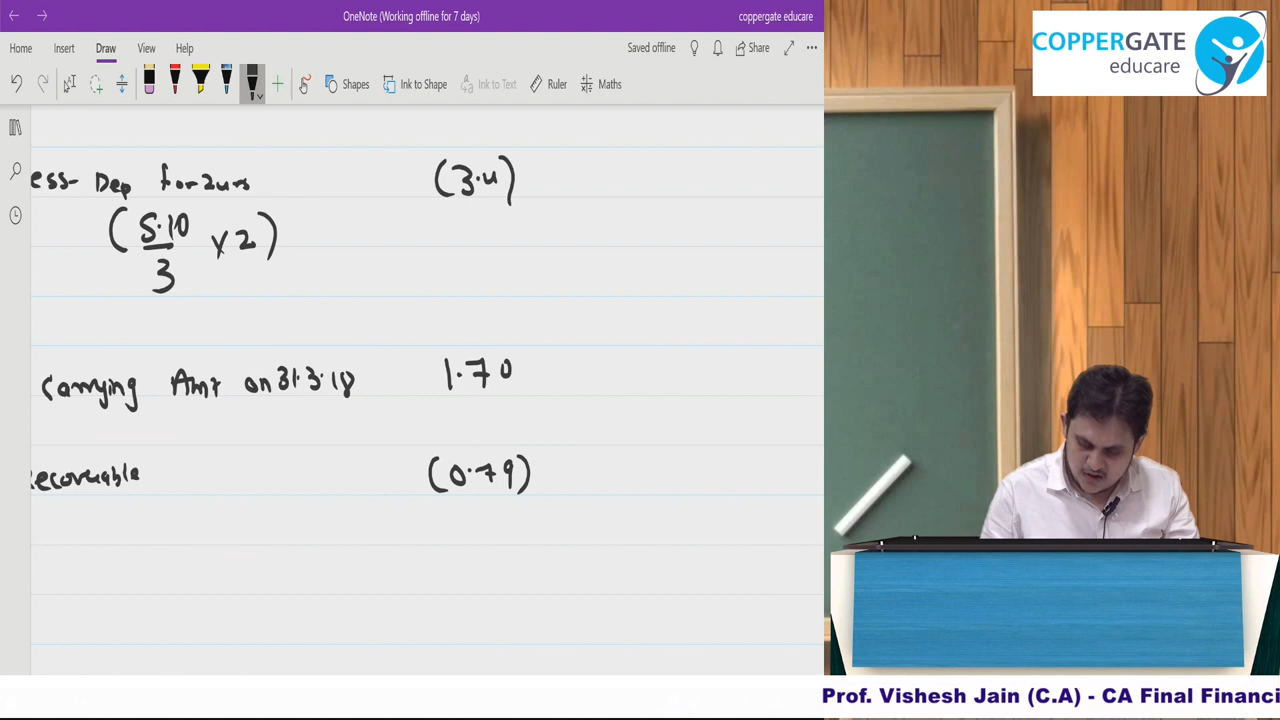 OneNote (Working offline for 7 days)
coppergate educare
Home Insert Draw View Help
Saved offline
Share
Shapes
Ink to Shape
Ink to Text
Ruler
Maths
COPPERGATE
educare
ess- Dep for 2 yrs (3.4)
(5.10
× 2)
3
Carrying Amt on 31.3.18 1.70
Recoverable (0.79)
Prof. Vishesh Jain (C.A) - CA Final Financi